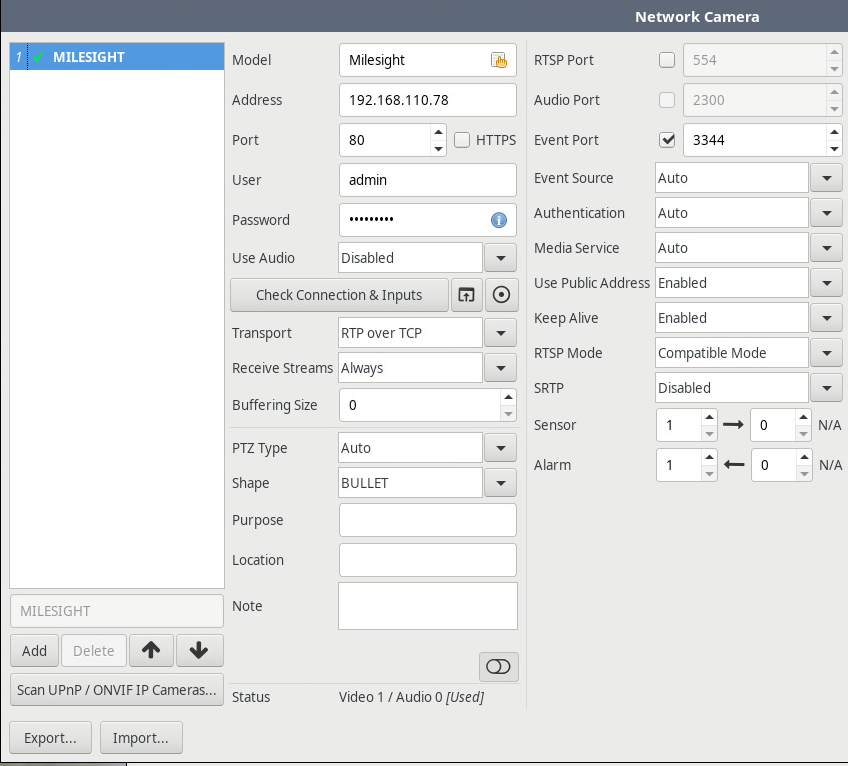 Network Camera
1 MILESIGHT
MILESIGHT
Add Delete
Scan UPnP / ONVIF IP Cameras...
Export... Import...
Model Milesight
Address 192.168.110.78
Port 80 HTTPS
User admin
Password •••••••••
Use Audio Disabled
Check Connection & Inputs
Transport RTP over TCP
Receive Streams Always
Buffering Size 0
PTZ Type Auto
Shape BULLET
Purpose
Location
Note
Status Video 1 / Audio 0 [Used]
RTSP Port 554
Audio Port 2300
Event Port 3344
Event Source Auto
Authentication Auto
Media Service Auto
Use Public Address Enabled
Keep Alive Enabled
RTSP Mode Compatible Mode
SRTP Disabled
Sensor 1 → 0 N/A
Alarm 1 ← 0 N/A